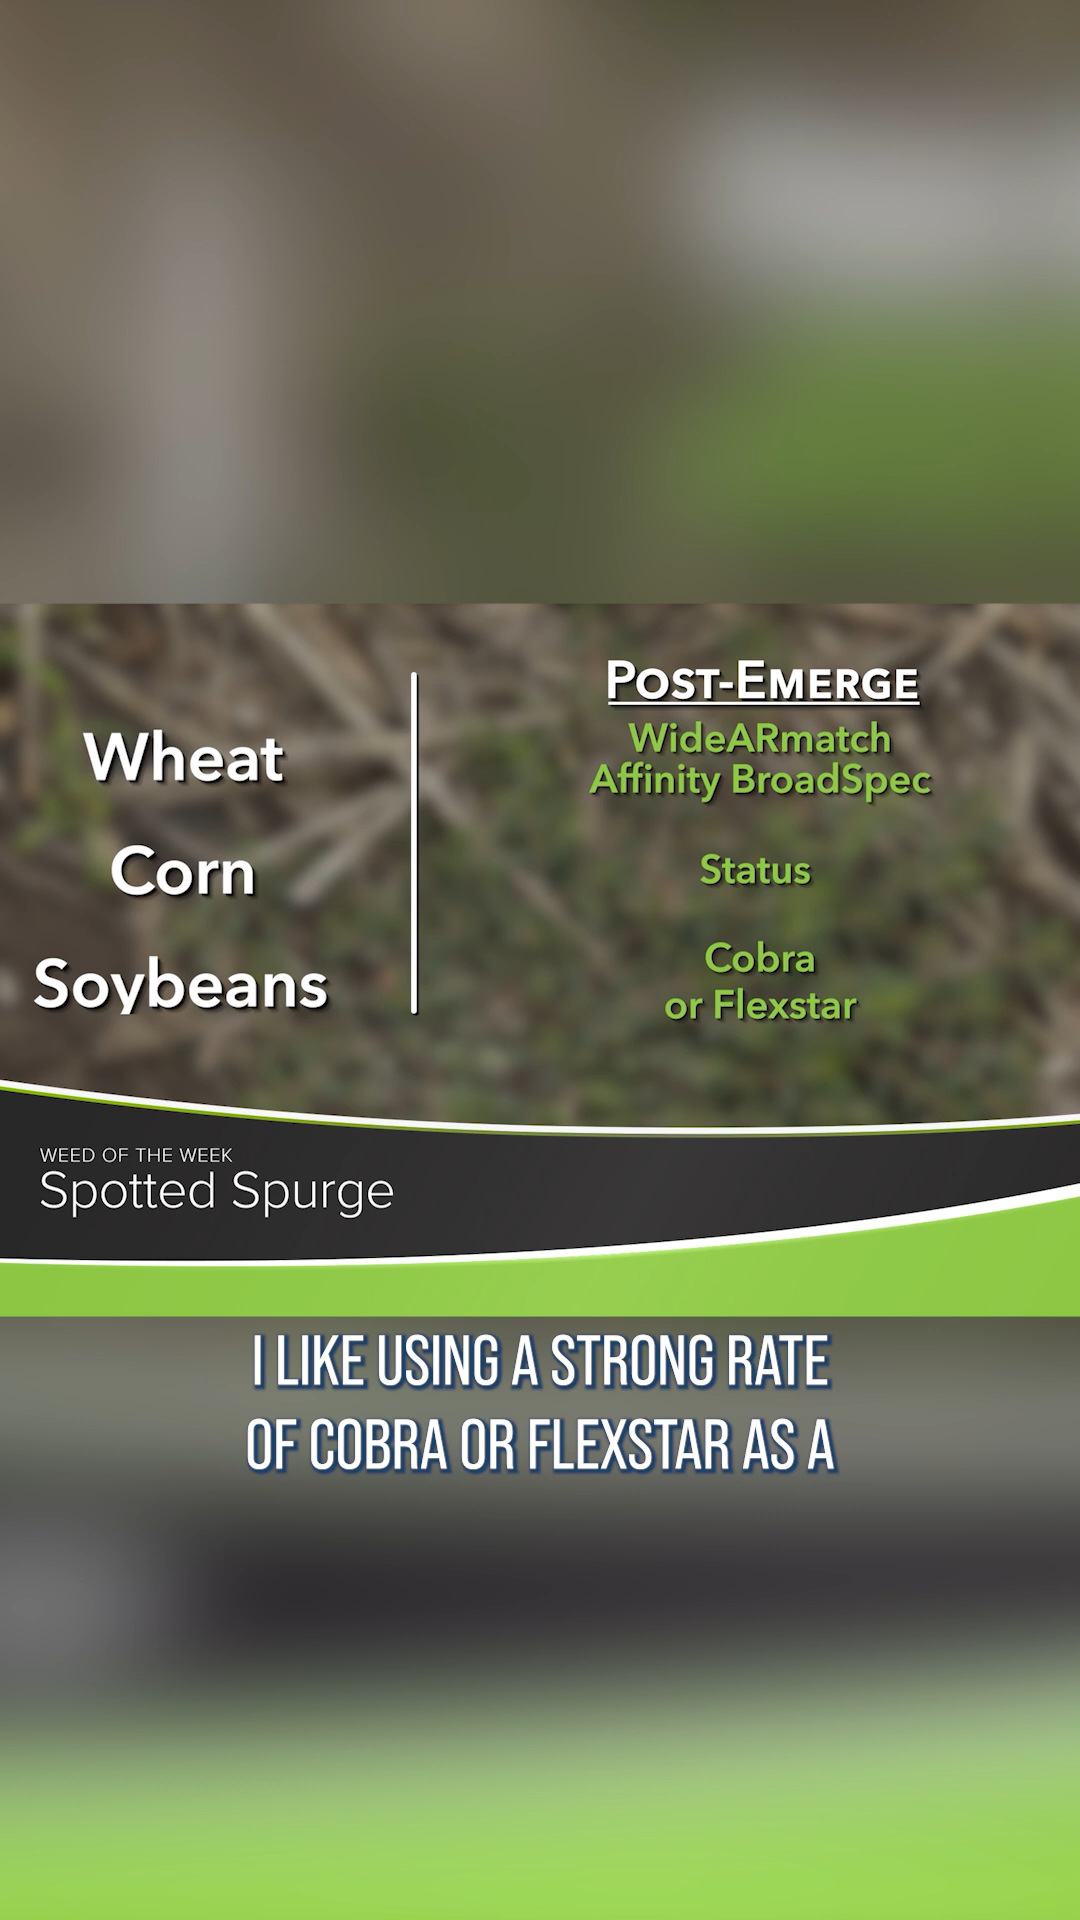 POST-EMERGE
Wheat
WideARmatch
Affinity BroadSpec
Corn
Status
Soybeans
Cobra
or Flexstar
WEED OF THE WEEK
Spotted Spurge
I LIKE USING A STRONG RATE
OF COBRA OR FLEXSTAR AS A